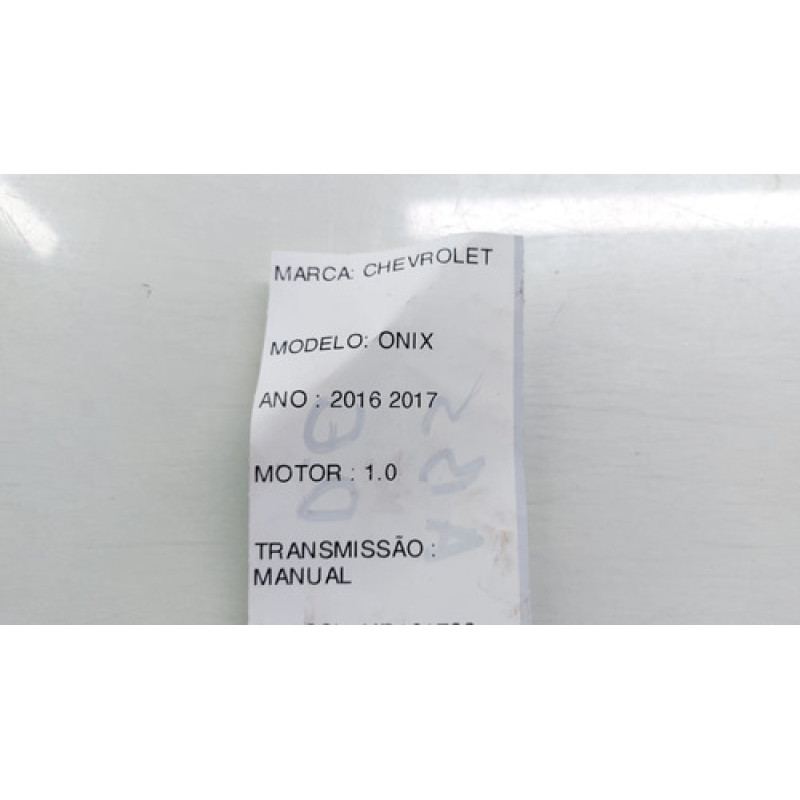 MARCA: CHEVROLET
MODELO: ONIX
ANO : 2016 2017
MOTOR : 1.0
TRANSMISSÃO :
MANUAL